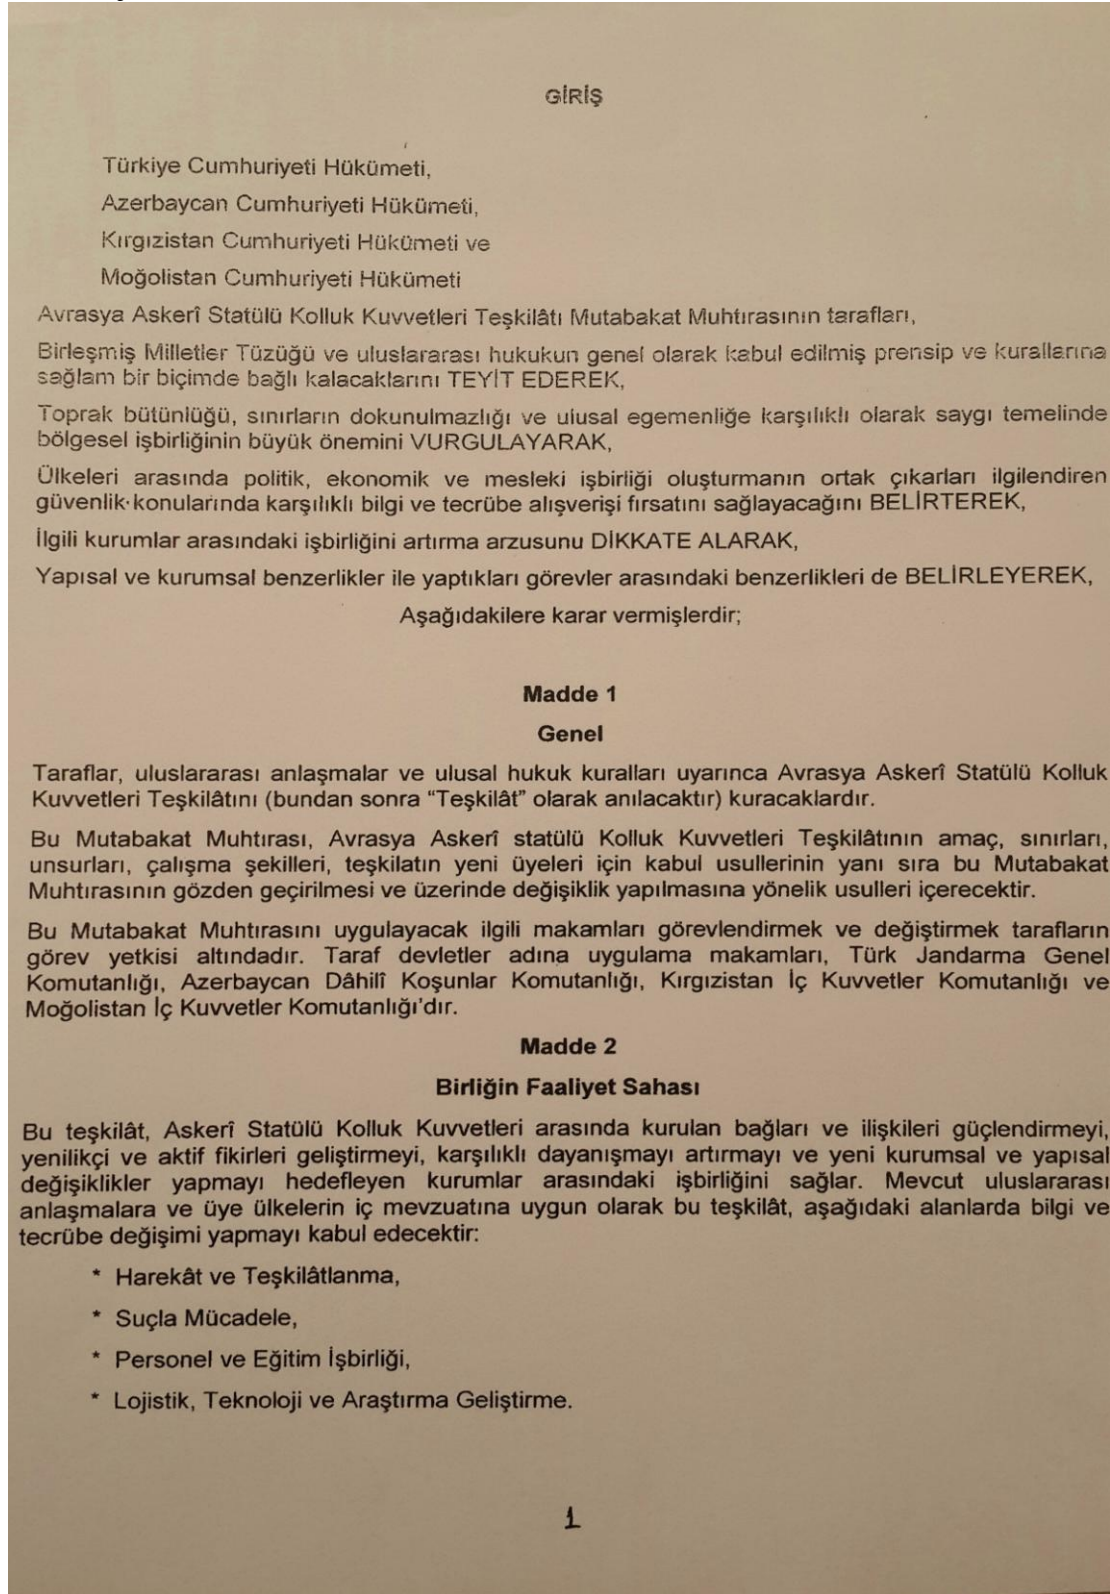 GİRİŞ
Türkiye Cumhuriyeti Hükümeti,
Azerbaycan Cumhuriyeti Hükümeti,
Kırgızistan Cumhuriyeti Hükümeti ve
Moğolistan Cumhuriyeti Hükümeti
Avrasya Askerî Statülü Kolluk Kuvvetleri Teşkilâtı Mutabakat Muhtırasının tarafları,
Birleşmiş Milletler Tüzüğü ve uluslararası hukukun genel olarak kabul edilmiş prensip ve kurallarına
sağlam bir biçimde bağlı kalacaklarını TEYİT EDEREK,
Toprak bütünlüğü, sınırların dokunulmazlığı ve ulusal egemenliğe karşılıklı olarak saygı temelinde
bölgesel işbirliğinin büyük önemini VURGULAYARAK,
Ülkeleri arasında politik, ekonomik ve mesleki işbirliği oluşturmanın ortak çıkarları ilgilendiren
güvenlik konularında karşılıklı bilgi ve tecrübe alışverişi fırsatını sağlayacağını BELİRTEREK,
İlgili kurumlar arasındaki işbirliğini artırma arzusunu DİKKATE ALARAK,
Yapısal ve kurumsal benzerlikler ile yaptıkları görevler arasındaki benzerlikleri de BELİRLEYEREK,
Aşağıdakilere karar vermişlerdir;
Madde 1
Genel
Taraflar, uluslararası anlaşmalar ve ulusal hukuk kuralları uyarınca Avrasya Askerî Statülü Kolluk
Kuvvetleri Teşkilâtını (bundan sonra “Teşkilât” olarak anılacaktır) kuracaklardır.
Bu Mutabakat Muhtırası, Avrasya Askerî statülü Kolluk Kuvvetleri Teşkilâtının amaç, sınırları,
unsurları, çalışma şekilleri, teşkilatın yeni üyeleri için kabul usullerinin yanı sıra bu Mutabakat
Muhtırasının gözden geçirilmesi ve üzerinde değişiklik yapılmasına yönelik usulleri içerecektir.
Bu Mutabakat Muhtırasını uygulayacak ilgili makamları görevlendirmek ve değiştirmek tarafların
görev yetkisi altındadır. Taraf devletler adına uygulama makamları, Türk Jandarma Genel
Komutanlığı, Azerbaycan Dâhilî Koşunlar Komutanlığı, Kırgızistan İç Kuvvetler Komutanlığı ve
Moğolistan İç Kuvvetler Komutanlığı’dır.
Madde 2
Birliğin Faaliyet Sahası
Bu teşkilât, Askerî Statülü Kolluk Kuvvetleri arasında kurulan bağları ve ilişkileri güçlendirmeyi,
yenilikçi ve aktif fikirleri geliştirmeyi, karşılıklı dayanışmayı artırmayı ve yeni kurumsal ve yapısal
değişiklikler yapmayı hedefleyen kurumlar arasındaki işbirliğini sağlar. Mevcut uluslararası
anlaşmalara ve üye ülkelerin iç mevzuatına uygun olarak bu teşkilât, aşağıdaki alanlarda bilgi ve
tecrübe değişimi yapmayı kabul edecektir:
* Harekât ve Teşkilâtlanma,
* Suçla Mücadele,
* Personel ve Eğitim İşbirliği,
* Lojistik, Teknoloji ve Araştırma Geliştirme.
1